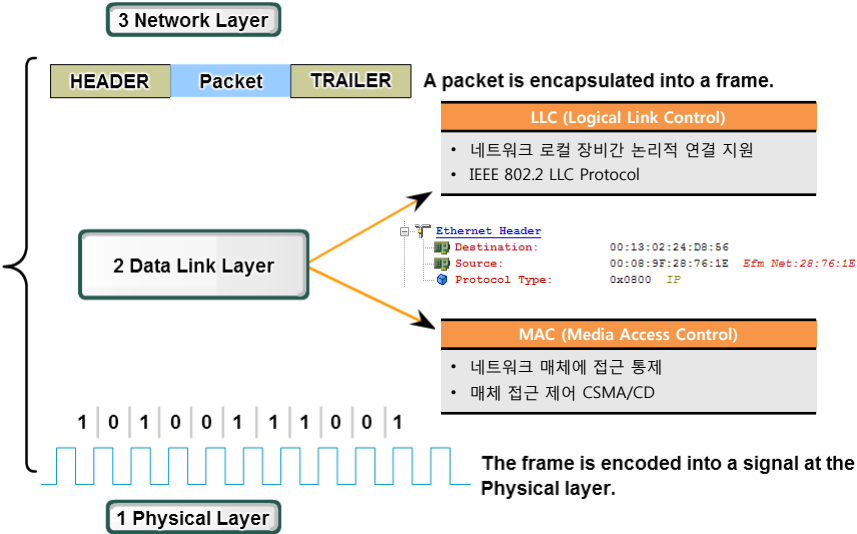 3 Network Layer
HEADER Packet TRAILER
A packet is encapsulated into a frame.
LLC (Logical Link Control)
• 네트워크 로컬 장비간 논리적 연결 지원
• IEEE 802.2 LLC Protocol
2 Data Link Layer
Ethernet Header
Destination: 00:13:02:24:D8:56
Source: 00:08:9F:28:76:1E Efm Net:28:76:1E
Protocol Type: 0x0800 IP
MAC (Media Access Control)
• 네트워크 매체에 접근 통제
• 매체 접근 제어 CSMA/CD
1 0 1 0 0 1 1 1 0 0 1
The frame is encoded into a signal at the
Physical layer.
1 Physical Layer